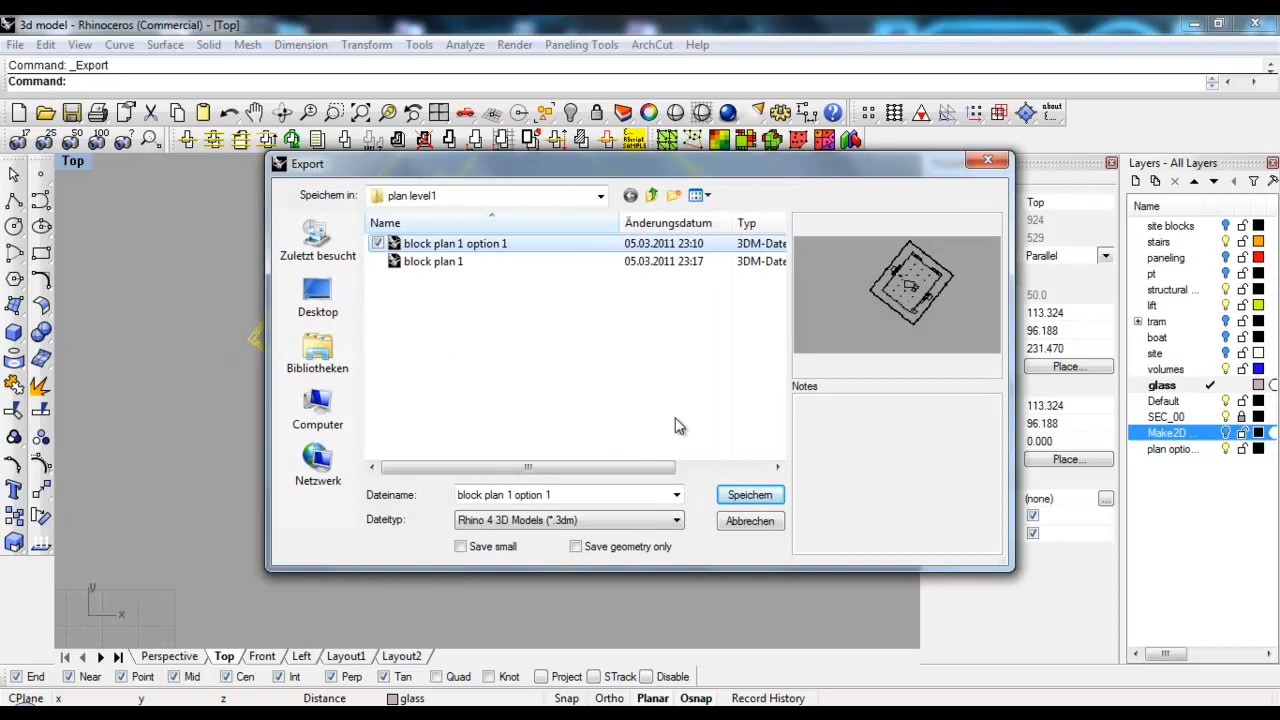 3d model - Rhinoceros (Commercial) - [Top]
File Edit View Curve Surface Solid Mesh Dimension Transform Tools Analyze Render Paneling Tools ArchCut Help
Command: _Export
Command:
about
17 25 50 100
RScript SAMPLE
Top
Export
Speichern in: plan level1
Name Änderungsdatum Typ
block plan 1 option 1 05.03.2011 23:10 3DM-Date
block plan 1 05.03.2011 23:17 3DM-Date
Zuletzt besucht
Desktop
Bibliotheken
Computer
Netzwerk
Notes
Dateiname: block plan 1 option 1 Speichern
Dateityp: Rhino 4 3D Models (*.3dm) Abbrechen
Save small Save geometry only
Top
924
529
Parallel
50.0
113.324
96.188
231.470
Place...
113.324
96.188
0.000
Place...
(none) ...
Layers - All Layers
Name
site blocks
stairs
paneling
pt
structural ...
lift
tram
boat
site
volumes
glass
Default
SEC_00
Make2D ...
plan optio...
y
x
Perspective Top Front Left Layout1 Layout2
End Near Point Mid Cen Int Perp Tan Quad Knot Project STrack Disable
CPlane x y z Distance glass Snap Ortho Planar Osnap Record History